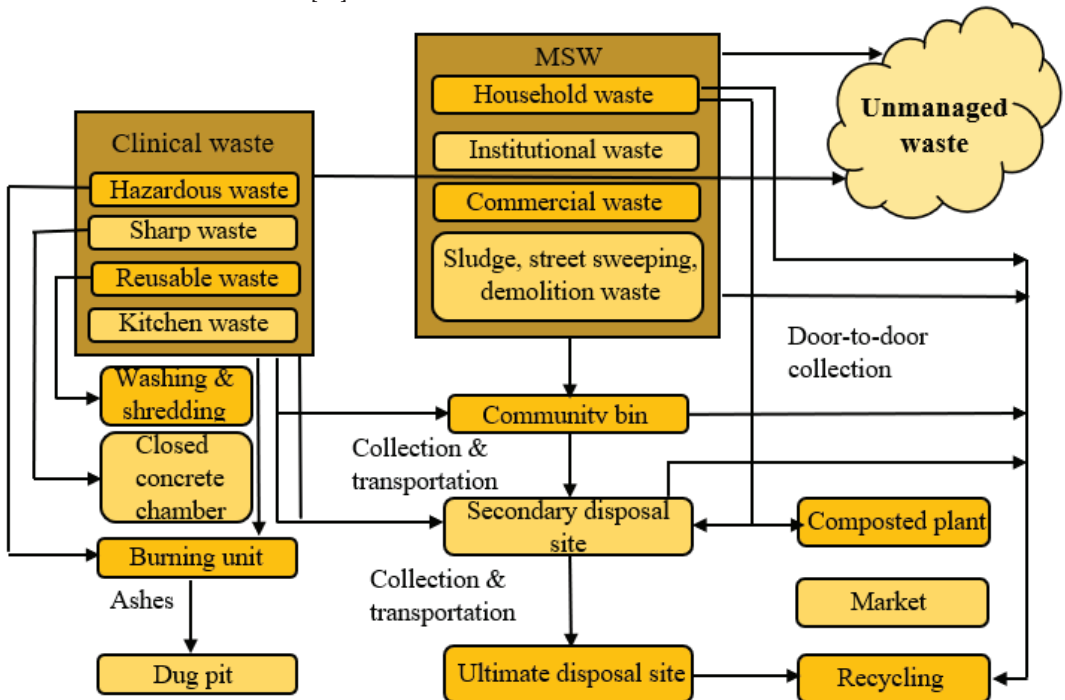 MSW
Household waste
Institutional waste
Commercial waste
Sludge, street sweeping,
demolition waste
Unmanaged
waste
Clinical waste
Hazardous waste
Sharp waste
Reusable waste
Kitchen waste
Washing &
shredding
Closed
concrete
chamber
Burning unit
Ashes
Dug pit
Door-to-door
collection
Community bin
Collection &
transportation
Secondary disposal
site
Collection &
transportation
Ultimate disposal site
Composted plant
Market
Recycling